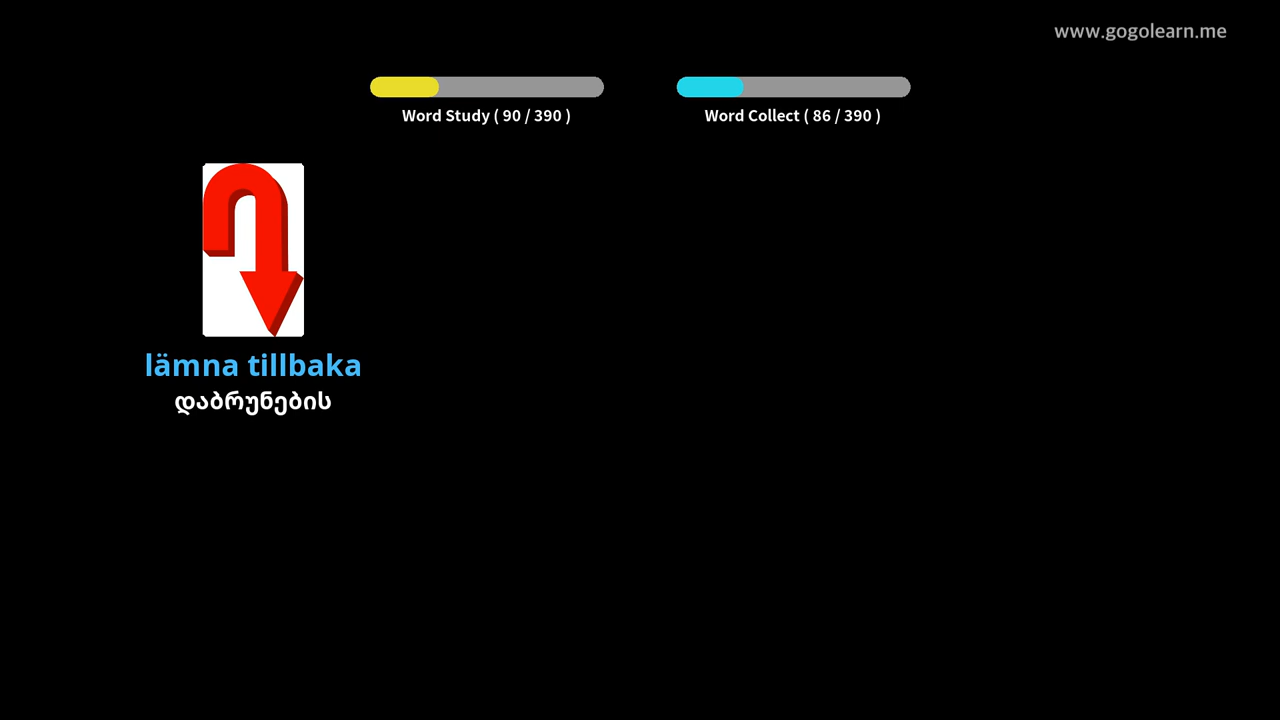 www.gogolearn.me
Word Study ( 90 / 390 )
Word Collect ( 86 / 390 )
lämna tillbaka
დაბრუნების